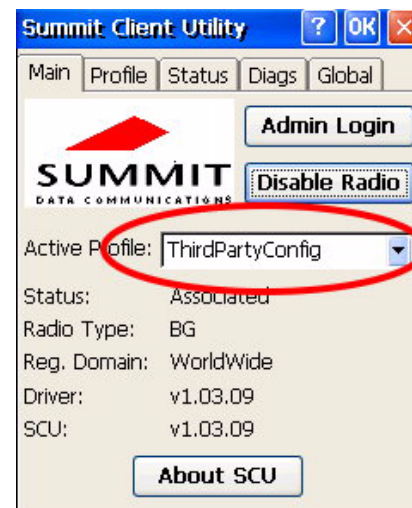 Summit Client Utility ? OK ×
Main Profile Status Diags Global
Admin Login
SUMMIT
DATA COMMUNICATIONS
Disable Radio
Active Profile: ThirdPartyConfig
Status: Associated
Radio Type: BG
Reg. Domain: WorldWide
Driver: v1.03.09
SCU: v1.03.09
About SCU